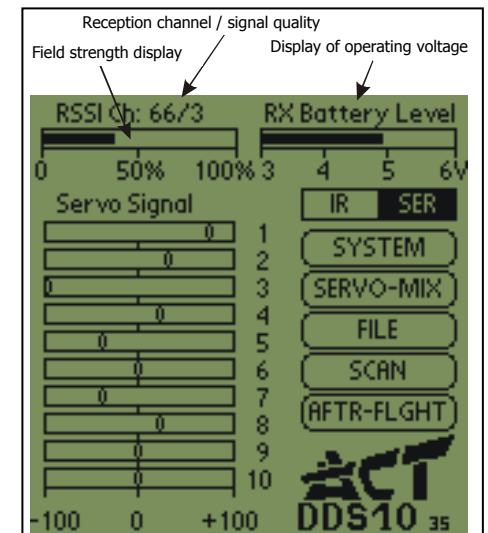 Reception channel / signal quality
Field strength display
Display of operating voltage
RSSI Ch: 66/3
RX Battery Level
0 50% 100%
3 4 5 6V
Servo Signal
IR SER
1
2
3
4
5
6
7
8
9
10
SYSTEM
SERVO-MIX
FILE
SCAN
AFTR-FLGHT
ACT
DDS10 35
-100 0 +100